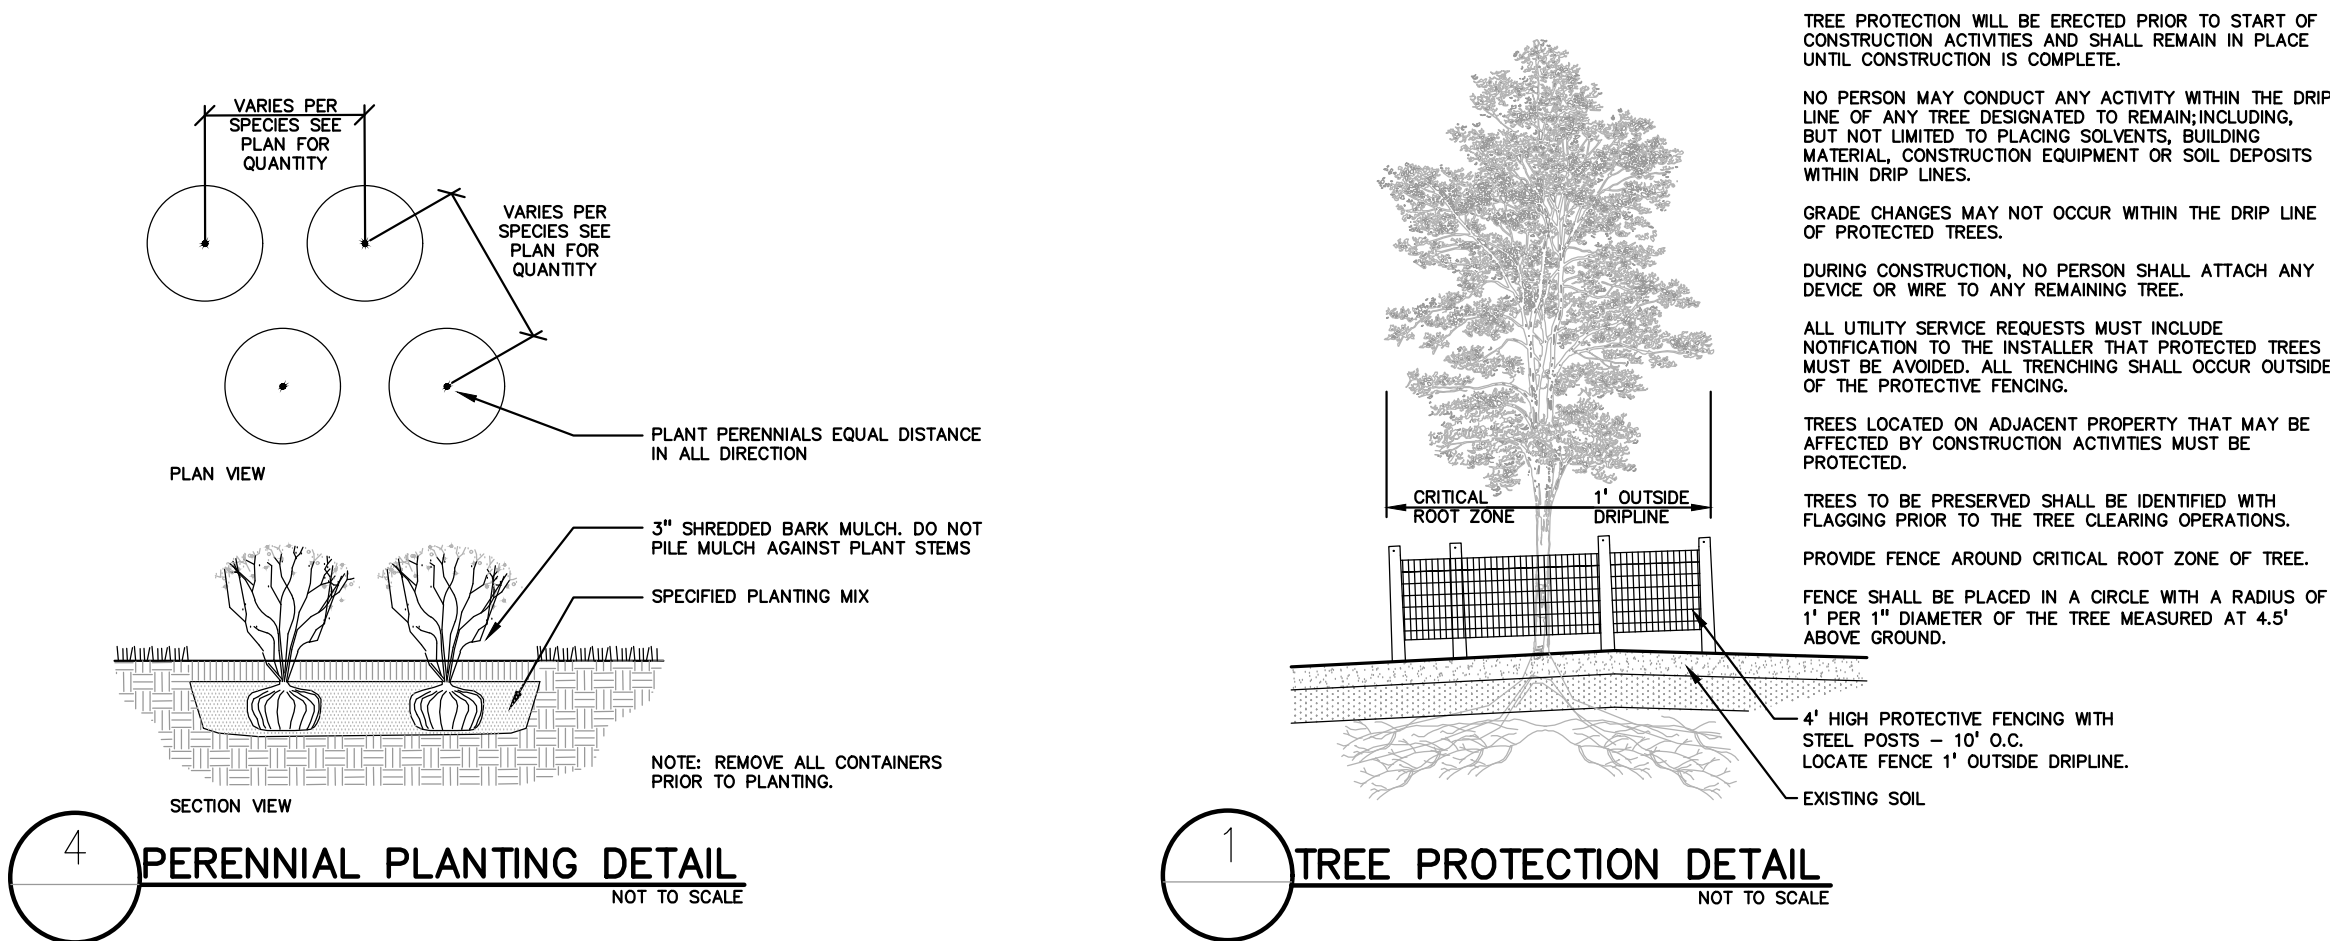 VARIES PER
SPECIES SEE
PLAN FOR
QUANTITY
VARIES PER
SPECIES SEE
PLAN FOR
QUANTITY
PLANT PERENNIALS EQUAL DISTANCE
IN ALL DIRECTION
PLAN VIEW
3" SHREDDED BARK MULCH. DO NOT
PILE MULCH AGAINST PLANT STEMS
SPECIFIED PLANTING MIX
NOTE: REMOVE ALL CONTAINERS
PRIOR TO PLANTING.
SECTION VIEW
4
PERENNIAL PLANTING DETAIL
NOT TO SCALE
TREE PROTECTION WILL BE ERECTED PRIOR TO START OF
CONSTRUCTION ACTIVITIES AND SHALL REMAIN IN PLACE
UNTIL CONSTRUCTION IS COMPLETE.
NO PERSON MAY CONDUCT ANY ACTIVITY WITHIN THE DRIP
LINE OF ANY TREE DESIGNATED TO REMAIN; INCLUDING,
BUT NOT LIMITED TO PLACING SOLVENTS, BUILDING
MATERIAL, CONSTRUCTION EQUIPMENT OR SOIL DEPOSITS
WITHIN DRIP LINES.
GRADE CHANGES MAY NOT OCCUR WITHIN THE DRIP LINE
OF PROTECTED TREES.
DURING CONSTRUCTION, NO PERSON SHALL ATTACH ANY
DEVICE OR WIRE TO ANY REMAINING TREE.
ALL UTILITY SERVICE REQUESTS MUST INCLUDE
NOTIFICATION TO THE INSTALLER THAT PROTECTED TREES
MUST BE AVOIDED. ALL TRENCHING SHALL OCCUR OUTSIDE
OF THE PROTECTIVE FENCING.
TREES LOCATED ON ADJACENT PROPERTY THAT MAY BE
AFFECTED BY CONSTRUCTION ACTIVITIES MUST BE
PROTECTED.
TREES TO BE PRESERVED SHALL BE IDENTIFIED WITH
FLAGGING PRIOR TO THE TREE CLEARING OPERATIONS.
PROVIDE FENCE AROUND CRITICAL ROOT ZONE OF TREE.
FENCE SHALL BE PLACED IN A CIRCLE WITH A RADIUS OF
1' PER 1" DIAMETER OF THE TREE MEASURED AT 4.5'
ABOVE GROUND.
CRITICAL
ROOT ZONE
1' OUTSIDE
DRIPLINE
4' HIGH PROTECTIVE FENCING WITH
STEEL POSTS – 10' O.C.
LOCATE FENCE 1' OUTSIDE DRIPLINE.
EXISTING SOIL
1
TREE PROTECTION DETAIL
NOT TO SCALE